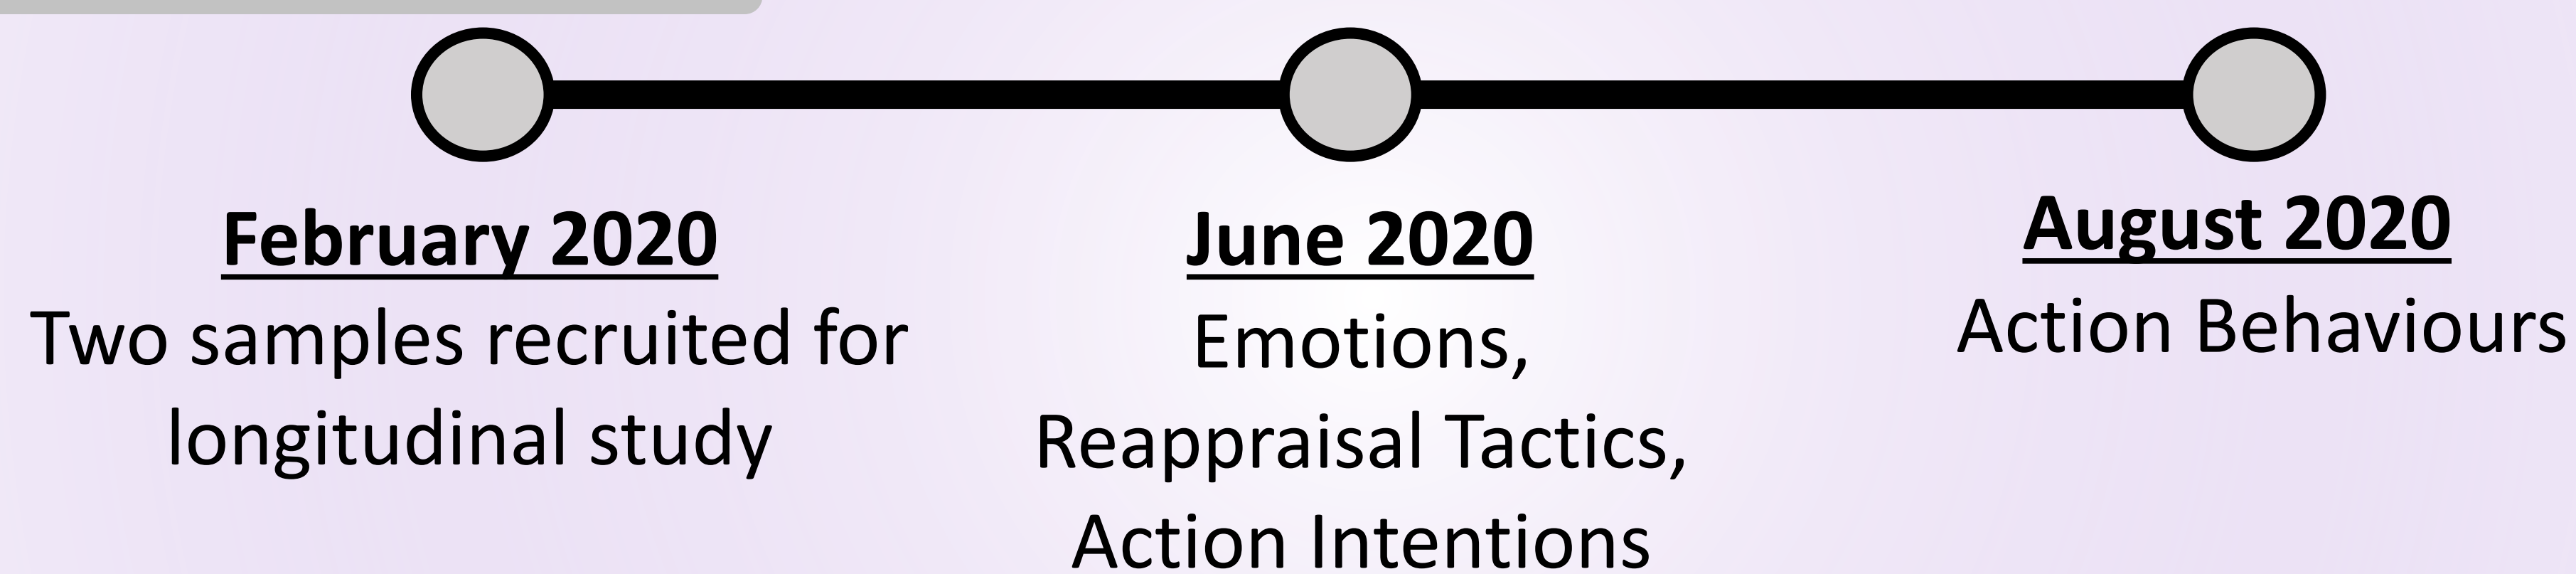 February 2020
Two samples recruited for
longitudinal study
June 2020
Emotions,
Reappraisal Tactics,
Action Intentions
August 2020
Action Behaviours